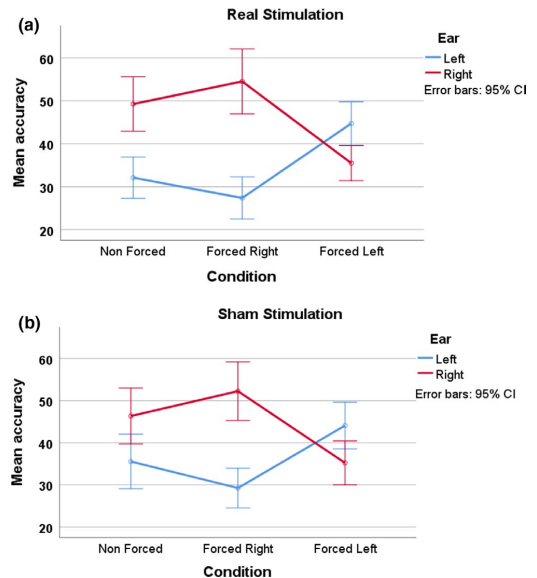 (a)
Real Stimulation
Ear
Left
Right
Error bars: 95% CI
Mean accuracy
60
50
40
30
20
Non Forced Forced Right Forced Left
Condition
(b)
Sham Stimulation
Ear
Left
Right
Error bars: 95% CI
Mean accuracy
60
50
40
30
20
Non Forced Forced Right Forced Left
Condition